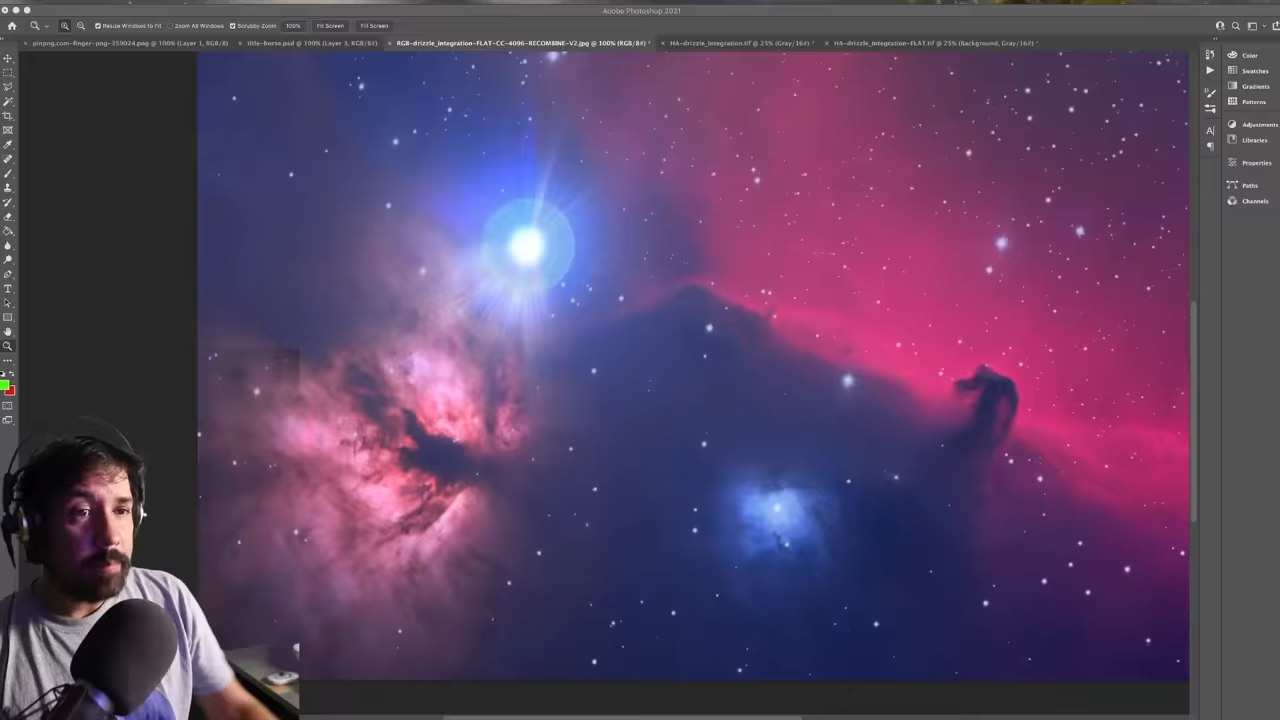 Adobe Photoshop 2021
Resize Windows to Fit Zoom All Windows Scrubby Zoom 100% Fit Screen Fit Screen
pinpng.com-finger-png-359024.png @ 100% (Layer 1, RGB/8) title-horse.psd @ 100% (Layer 3, RGB/8#) RGB-drizzle_integration-FLAT-CC-4096-RECOMBINE-V2.jpg @ 100% (RGB/8#) * HA-drizzle_integration.tif @ 25% (Gray/16#) * HA-drizzle_integration-FLAT.tif @ 25% (Background, Gray/16#) *
Color
Swatches
Gradients
Patterns
Adjustments
Libraries
Properties
Paths
Channels